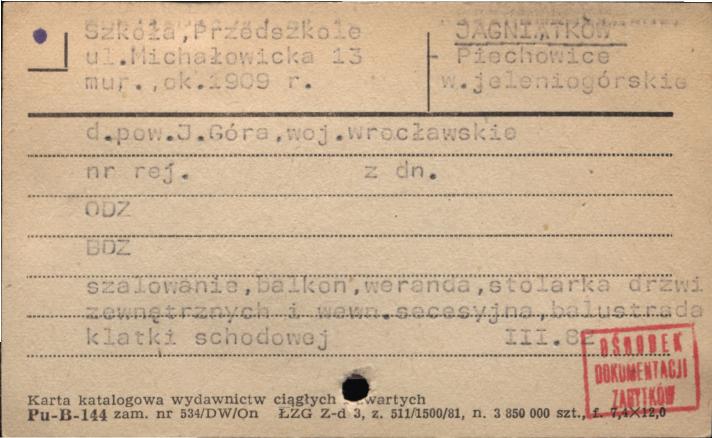 Szkoła,Przedszkole
JAGNIĄTKÓW
ul.Michałowicka 13
- Piechowice
mur.,ok.1909 r.
w.jeleniogórskie
d.pow.J.Góra,woj.wrocławskie
nr rej. z dn.
ODZ
BDZ
szalowanie,balkon,weranda,stolarka drzwi
zewnętrznych i wewn.secesyjna,balustrada
klatki schodowej III.82
OŚRODEK
DOKUMENTACJI
ZABYTKÓW
Karta katalogowa wydawnictw ciągłych i zwartych
Pu-B-144 zam. nr 534/DW/On ŁZG Z-d 3, z. 511/1500/81, n. 3 850 000 szt., f. 7,4×12,0